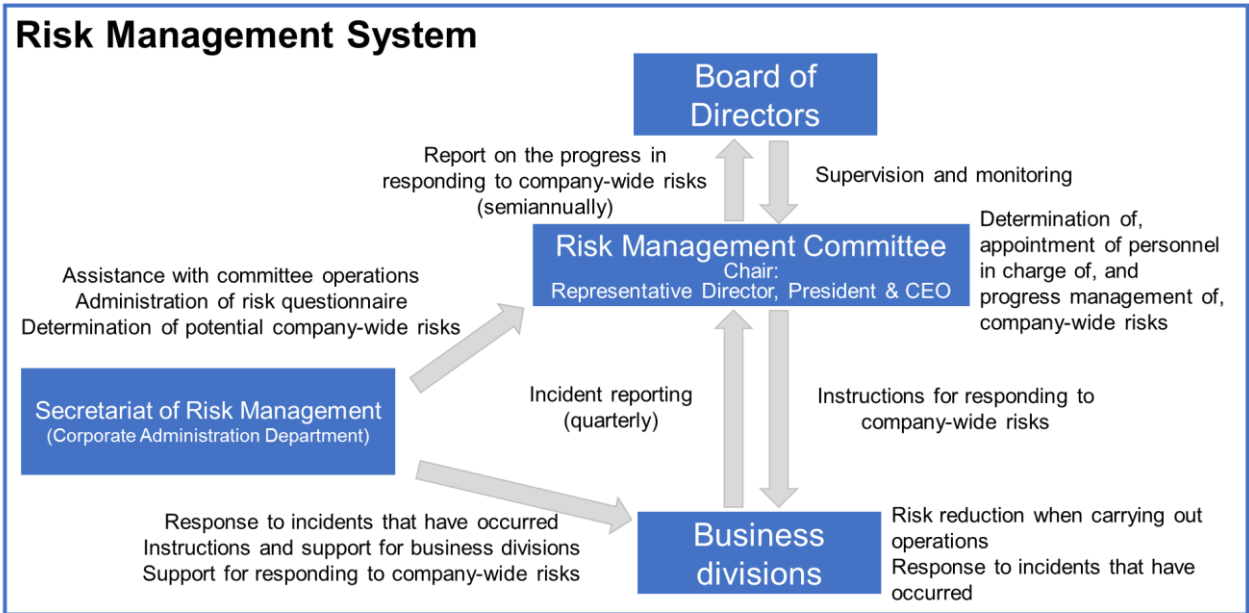 Risk Management System
Board of
Directors
Report on the progress in
responding to company-wide risks
(semiannually)
Supervision and monitoring
Risk Management Committee
Chair:
Representative Director, President & CEO
Determination of,
appointment of personnel
in charge of, and
progress management of,
company-wide risks
Assistance with committee operations
Administration of risk questionnaire
Determination of potential company-wide risks
Secretariat of Risk Management
(Corporate Administration Department)
Incident reporting
(quarterly)
Instructions for responding to
company-wide risks
Response to incidents that have occurred
Instructions and support for business divisions
Support for responding to company-wide risks
Business
divisions
Risk reduction when carrying out
operations
Response to incidents that have
occurred